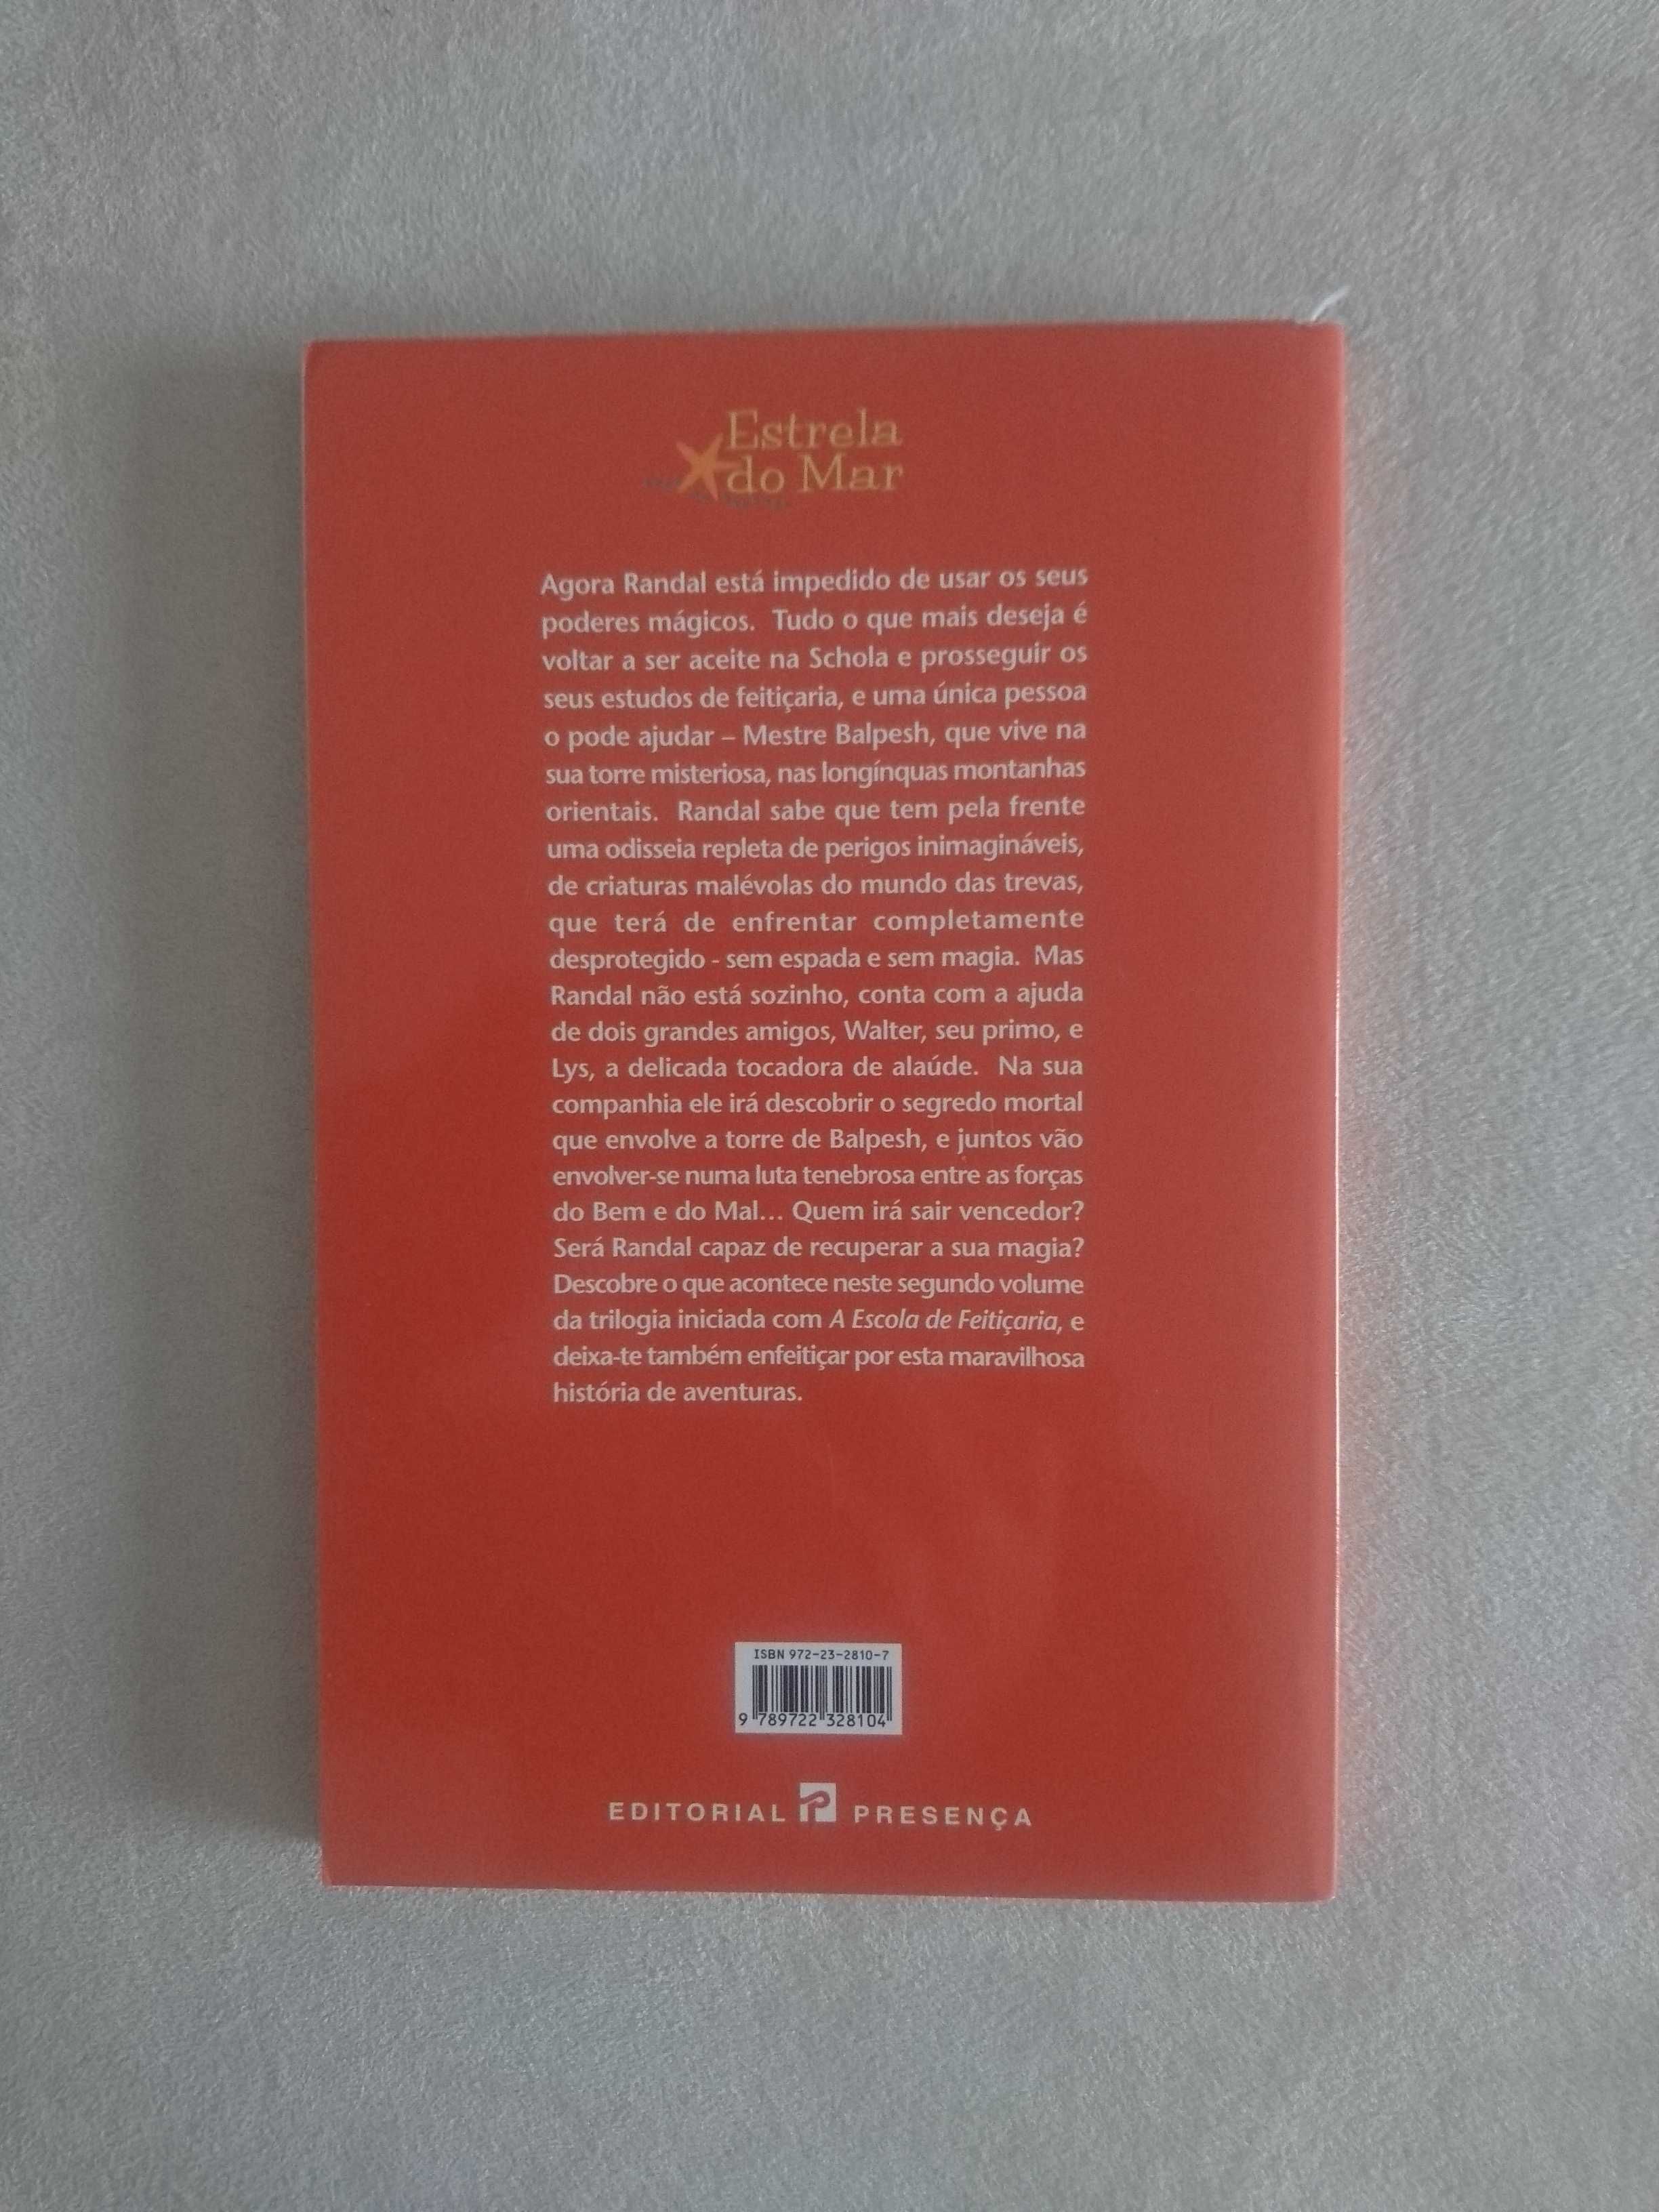 Estrela
do Mar
Agora Randal está impedido de usar os seus
poderes mágicos. Tudo o que mais deseja é
voltar a ser aceite na Schola e prosseguir os
seus estudos de feitiçaria, e uma única pessoa
o pode ajudar – Mestre Balpesh, que vive na
sua torre misteriosa, nas longínquas montanhas
orientais. Randal sabe que tem pela frente
uma odisseia repleta de perigos inimagináveis,
de criaturas malévolas do mundo das trevas,
que terá de enfrentar completamente
desprotegido - sem espada e sem magia. Mas
Randal não está sozinho, conta com a ajuda
de dois grandes amigos, Walter, seu primo, e
Lys, a delicada tocadora de alaúde. Na sua
companhia ele irá descobrir o segredo mortal
que envolve a torre de Balpesh, e juntos vão
envolver-se numa luta tenebrosa entre as forças
do Bem e do Mal... Quem irá sair vencedor?
Será Randal capaz de recuperar a sua magia?
Descobre o que acontece neste segundo volume
da trilogia iniciada com A Escola de Feitiçaria, e
deixa-te também enfeitiçar por esta maravilhosa
história de aventuras.
ISBN 972-23-2810-7
9 789722 328104
EDITORIAL PRESENÇA